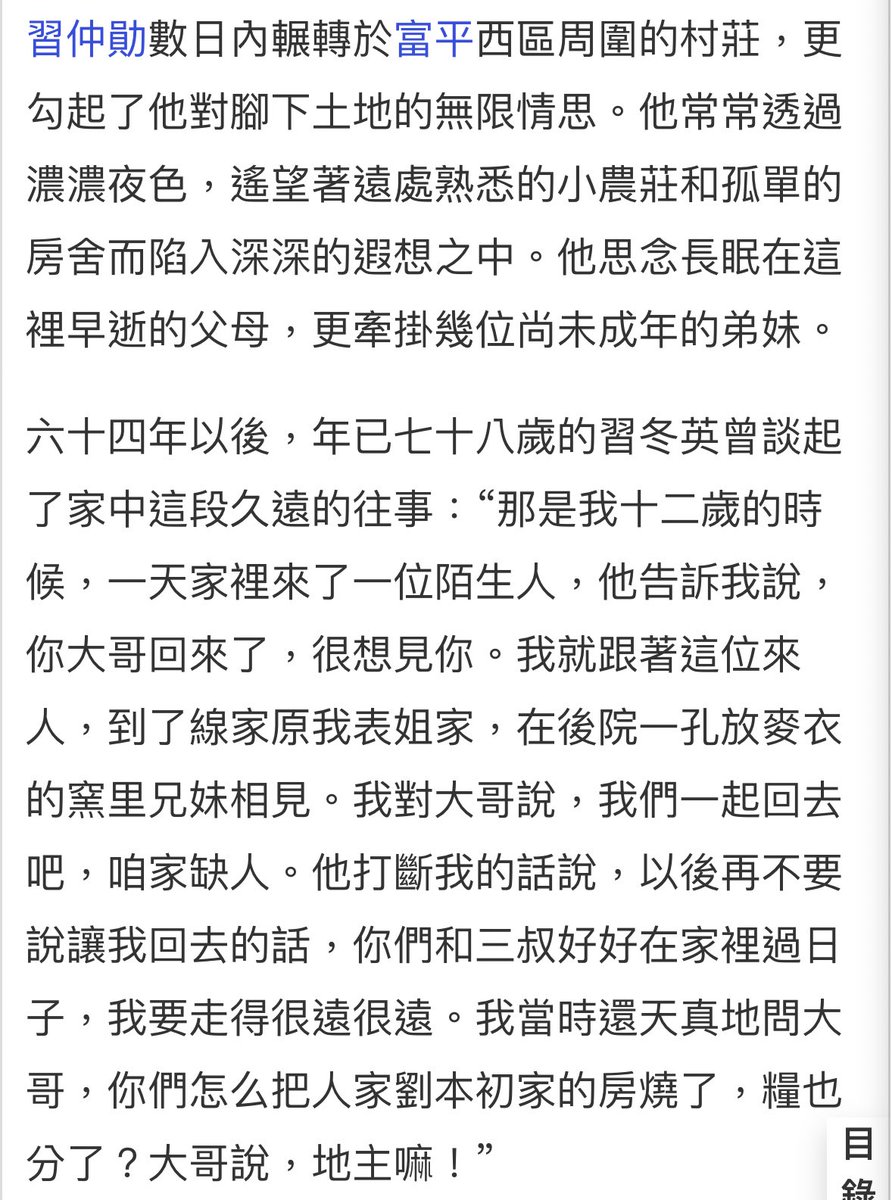 習仲勛數日內輾轉於富平西區周圍的村莊，更
勾起了他對腳下土地的無限情思。他常常透過
濃濃夜色，遙望著遠處熟悉的小農莊和孤單的
房舍而陷入深深的遐想之中。他思念長眠在這
裡早逝的父母，更牽掛幾位尚未成年的弟妹。
六十四年以後，年已七十八歲的習冬英曾談起
了家中這段久遠的往事：“那是我十二歲的時
候，一天家裡來了一位陌生人，他告訴我說，
你大哥回來了，很想見你。我就跟著這位來
人，到了線家原我表姐家，在後院一孔放麥衣
的窯里兄妹相見。我對大哥說，我們一起回去
吧，咱家缺人。他打斷我的話說，以後再不要
說讓我回去的話，你們和三叔好好在家裡過日
子，我要走得很遠很遠。我當時還天真地問大
哥，你們怎么把人家劉本初家的房燒了，糧也
分了？大哥說，地主嘛！”
目
錄